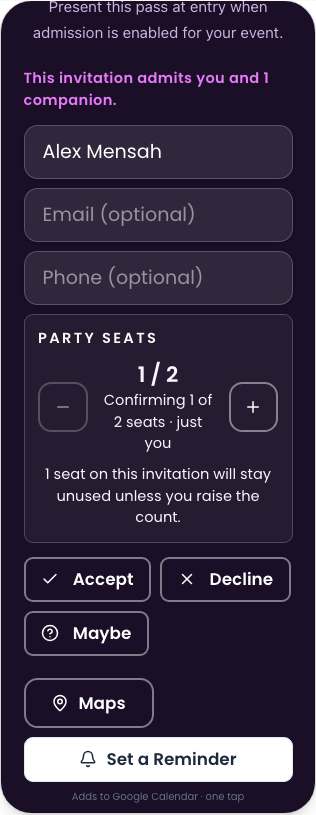 Present this pass at entry when
admission is enabled for your event.
This invitation admits you and 1
companion.
Alex Mensah
Email (optional)
Phone (optional)
PARTY SEATS
1 / 2
Confirming 1 of
2 seats · just
you
1 seat on this invitation will stay
unused unless you raise the
count.
Accept
Decline
Maybe
Maps
Set a Reminder
Adds to Google Calendar · one tap